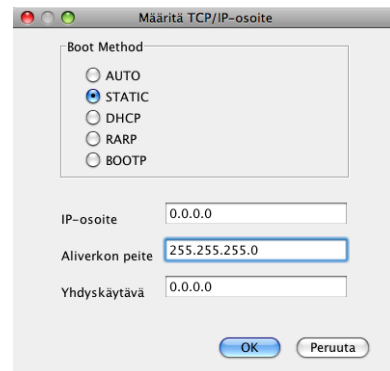 Määritä TCP/IP-osoite
Boot Method
AUTO
STATIC
DHCP
RARP
BOOTP
IP-osoite 0.0.0.0
Aliverkon peite 255.255.255.0
Yhdyskäytävä 0.0.0.0
OK Peruuta